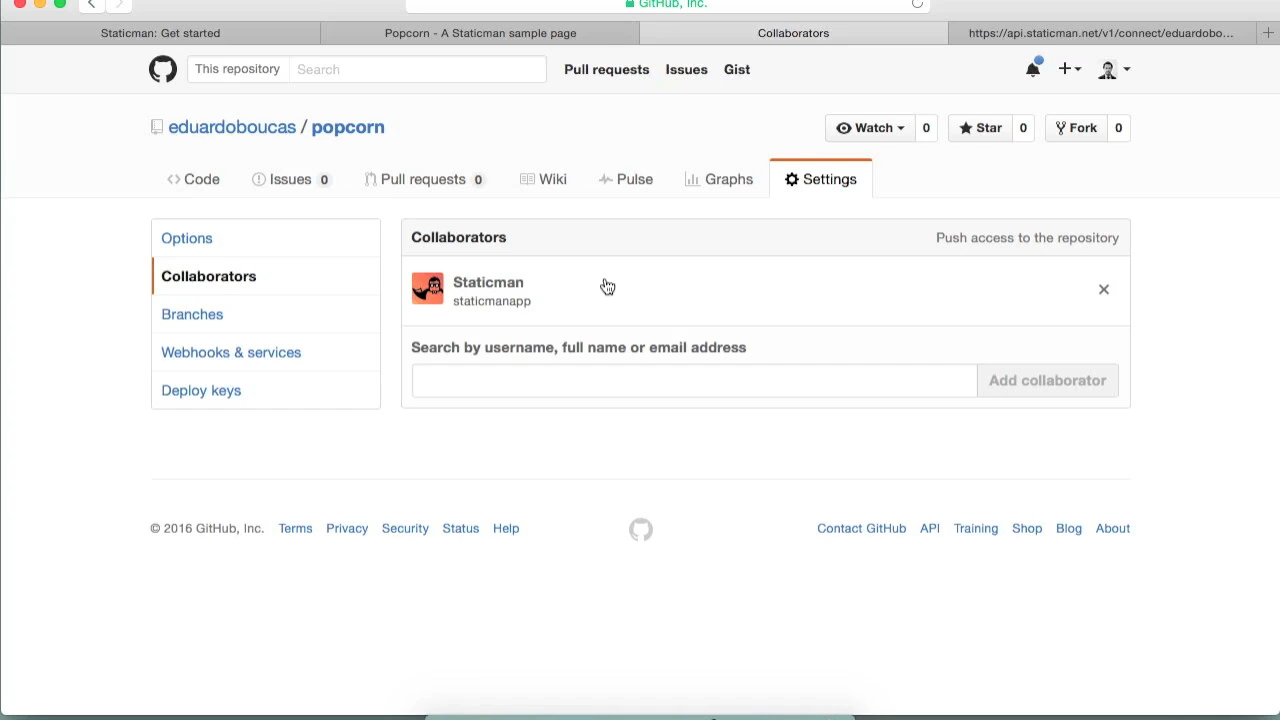 GitHub, Inc.
Staticman: Get started
Popcorn - A Staticman sample page
Collaborators
https://api.staticman.net/v1/connect/eduardobo...
This repository
Search
Pull requests
Issues
Gist
eduardoboucas / popcorn
Watch 0
Star 0
Fork 0
Code
Issues 0
Pull requests 0
Wiki
Pulse
Graphs
Settings
Options
Collaborators
Branches
Webhooks & services
Deploy keys
Collaborators
Push access to the repository
Staticman
staticmanapp
Search by username, full name or email address
Add collaborator
© 2016 GitHub, Inc. Terms Privacy Security Status Help
Contact GitHub API Training Shop Blog About